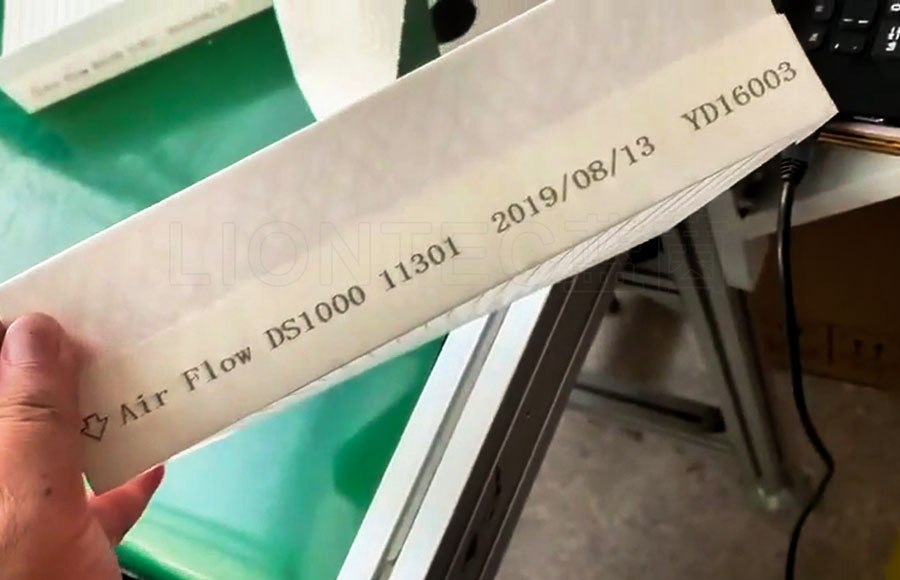 ⇩ Air Flow DS1000 11301 2019/08/13 YD16003
LIONTEC